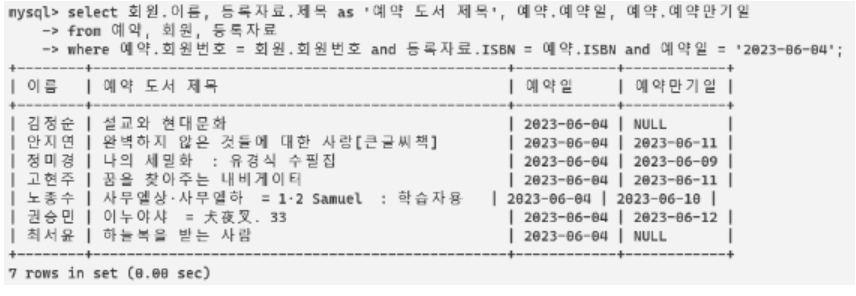 mysql> select 회원.이름, 등록자료.제목 as '예약 도서 제목', 예약.예약일, 예약.예약만기일
-> from 예약, 회원, 등록자료
-> where 예약.회원번호 = 회원.회원번호 and 등록자료.ISBN = 예약.ISBN and 예약일 = '2023-06-04';
| 이름 | 예약 도서 제목 | 예약일 | 예약만기일 |
| 김정순 | 설교와 현대문화 | 2023-06-04 | NULL |
| 안지연 | 완벽하지 않은 것들에 대한 사랑[큰글씨책] | 2023-06-04 | 2023-06-11 |
| 정미경 | 나의 세밀화 : 유경식 수필집 | 2023-06-04 | 2023-06-09 |
| 고현주 | 꿈을 찾아주는 내비게이터 | 2023-06-04 | 2023-06-11 |
| 노종수 | 사무엘상·사무엘하 = 1·2 Samuel : 학습자용 | 2023-06-04 | 2023-06-10 |
| 권승민 | 이누야샤 = 犬夜叉. 33 | 2023-06-04 | 2023-06-12 |
| 최서윤 | 하늘복을 받는 사람 | 2023-06-04 | NULL |
7 rows in set (0.00 sec)